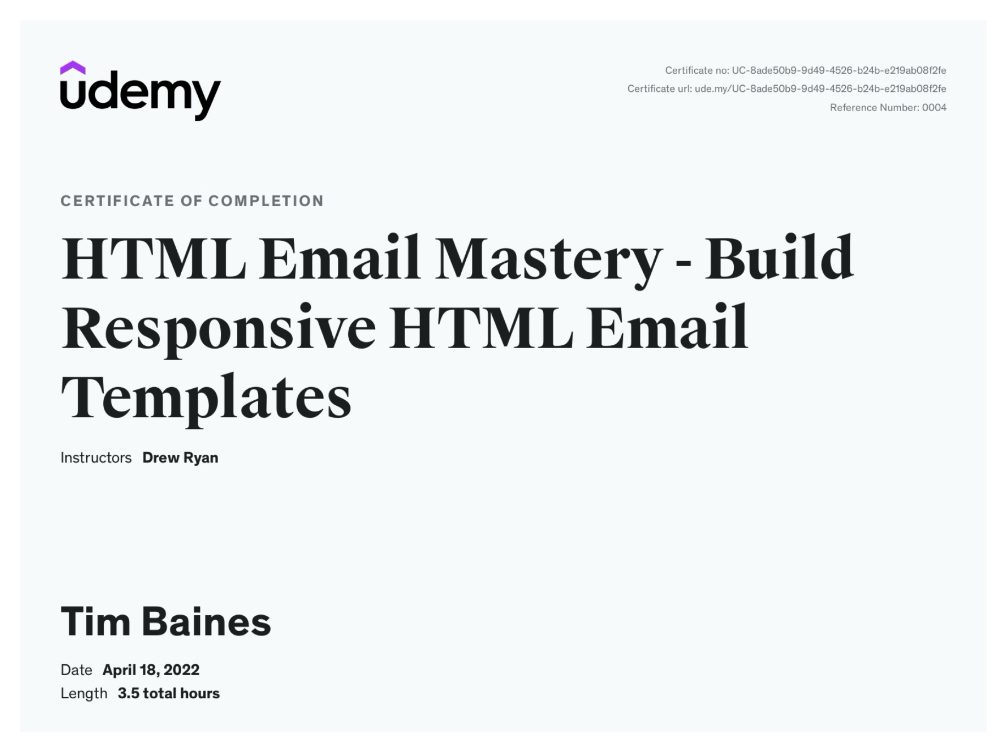 udemy
Certificate no: UC-8ade50b9-9d49-4526-b24b-e219ab08f2fe
Certificate url: ude.my/UC-8ade50b9-9d49-4526-b24b-e219ab08f2fe
Reference Number: 0004
CERTIFICATE OF COMPLETION
HTML Email Mastery - Build
Responsive HTML Email
Templates
Instructors Drew Ryan
Tim Baines
Date April 18, 2022
Length 3.5 total hours